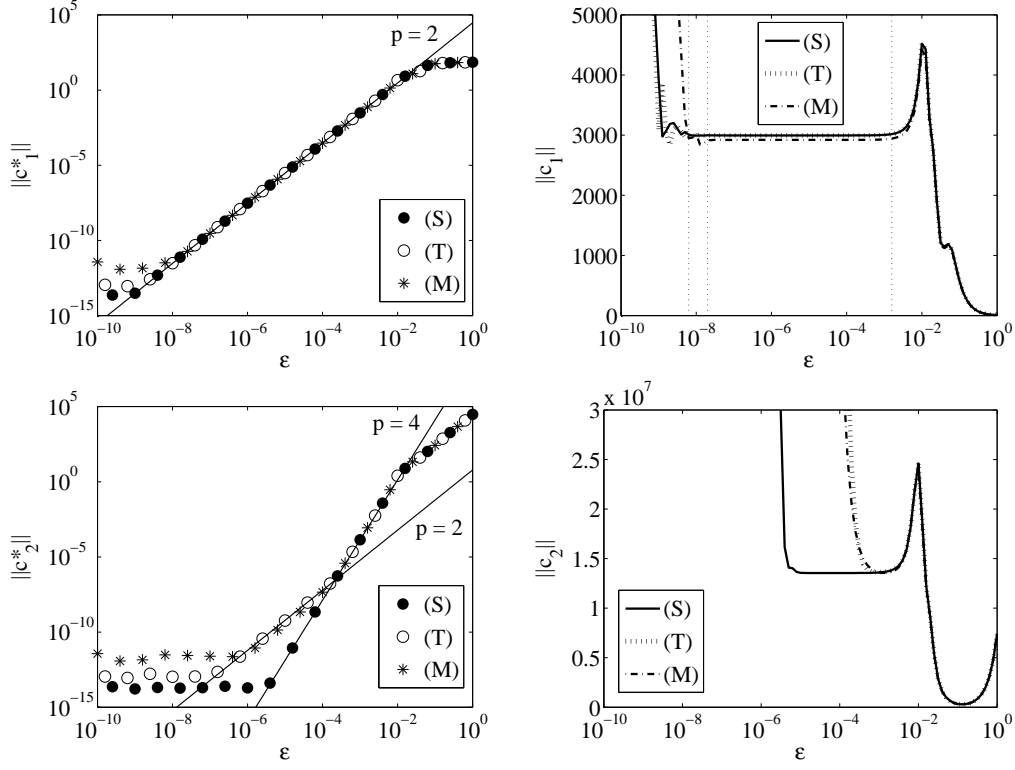 p = 2
10^5
10^0
10^-5
10^-10
10^-15
||c*_1||
(S)
(T)
(M)
10^-10 10^-8 10^-6 10^-4 10^-2 10^0
ε
5000
4000
3000
2000
1000
0
||c_1||
(S)
(T)
(M)
10^-10 10^-8 10^-6 10^-4 10^-2 10^0
ε
10^5
10^0
10^-5
10^-10
10^-15
||c*_2||
p = 4
p = 2
(S)
(T)
(M)
10^-10 10^-8 10^-6 10^-4 10^-2 10^0
ε
x 10^7
3
2.5
2
1.5
1
0.5
0
||c_2||
(S)
(T)
(M)
10^-10 10^-8 10^-6 10^-4 10^-2 10^0
ε